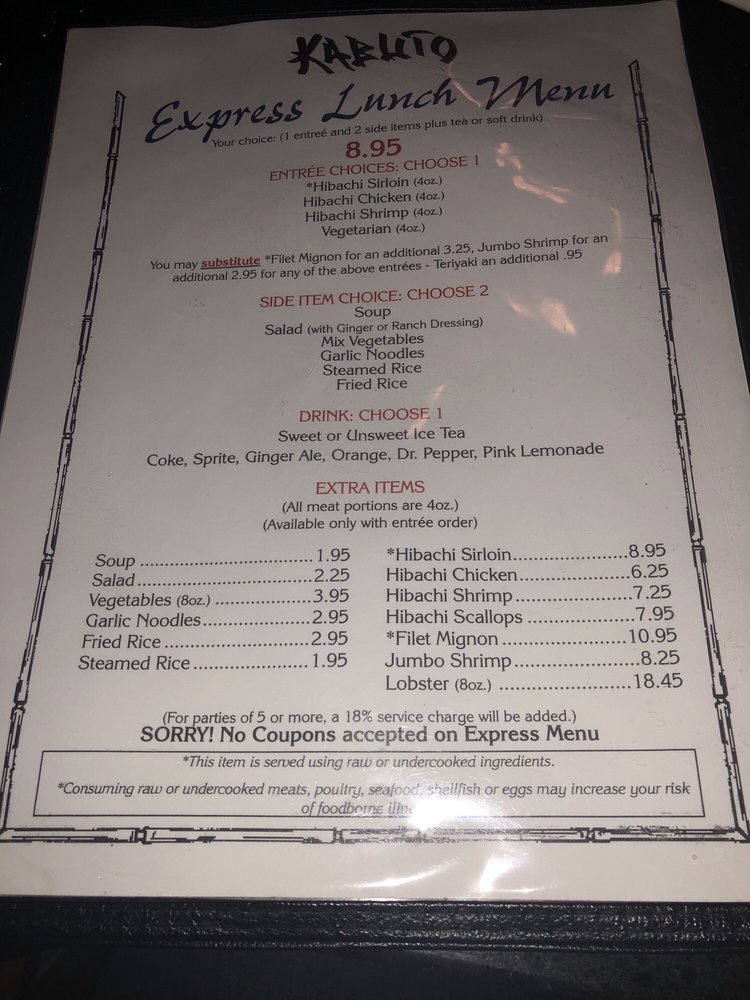 KABUTO
Express Lunch Menu
Your choice: (1 entreé and 2 side items plus tea or soft drink)
8.95
ENTRÉE CHOICES: CHOOSE 1
*Hibachi Sirloin (4oz.)
Hibachi Chicken (4oz.)
Hibachi Shrimp (4oz.)
Vegetarian (4oz.)
You may substitute *Filet Mignon for an additional 3.25, Jumbo Shrimp for an
additional 2.95 for any of the above entrées - Teriyaki an additional .95
SIDE ITEM CHOICE: CHOOSE 2
Soup
Salad (with Ginger or Ranch Dressing)
Mix Vegetables
Garlic Noodles
Steamed Rice
Fried Rice
DRINK: CHOOSE 1
Sweet or Unsweet Ice Tea
Coke, Sprite, Ginger Ale, Orange, Dr. Pepper, Pink Lemonade
EXTRA ITEMS
(All meat portions are 4oz.)
(Available only with entrée order)
Soup ................................. 1.95
Salad ................................. 2.25
Vegetables (8oz.) .................. 3.95
Garlic Noodles..................... 2.95
Fried Rice ........................... 2.95
Steamed Rice ...................... 1.95
*Hibachi Sirloin......................8.95
Hibachi Chicken.....................6.25
Hibachi Shrimp......................7.25
Hibachi Scallops ....................7.95
*Filet Mignon ........................10.95
Jumbo Shrimp........................8.25
Lobster (8oz.) .........................18.45
(For parties of 5 or more, a 18% service charge will be added.)
SORRY! No Coupons accepted on Express Menu
*This item is served using raw or undercooked ingredients.
*Consuming raw or undercooked meats, poultry, seafood, shellfish or eggs may increase your risk
of foodborne